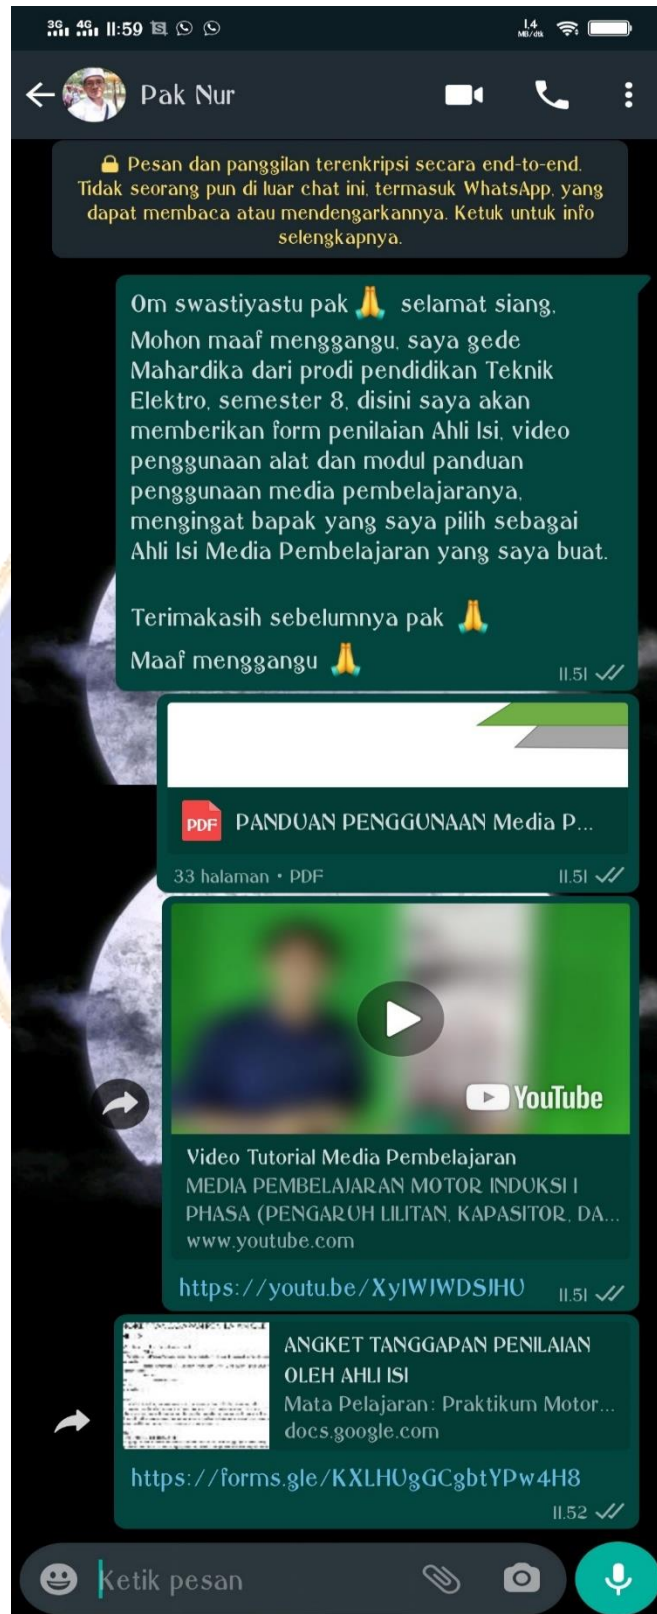 3G 4G 11:59
1,4
MB/dtk
Pak Nur
Pesan dan panggilan terenkripsi secara end-to-end.
Tidak seorang pun di luar chat ini, termasuk WhatsApp, yang
dapat membaca atau mendengarkannya. Ketuk untuk info
selengkapnya.
Om swastiyastu pak 🙏 selamat siang,
Mohon maaf menggangu, saya gede
Mahardika dari prodi pendidikan Teknik
Elektro, semester 8, disini saya akan
memberikan form penilaian Ahli Isi, video
penggunaan alat dan modul panduan
penggunaan media pembelajaranya,
mengingat bapak yang saya pilih sebagai
Ahli Isi Media Pembelajaran yang saya buat.
Terimakasih sebelumnya pak 🙏
Maaf menggangu 🙏
11.51
PDF PANDUAN PENGGUNAAN Media P...
33 halaman • PDF 11.51
YouTube
Video Tutorial Media Pembelajaran
MEDIA PEMBELAJARAN MOTOR INDUKSI 1
PHASA (PENGARUH LILITAN, KAPASITOR, DA...
www.youtube.com
https://youtu.be/XylWJWDSJHU 11.51
ANGKET TANGGAPAN PENILAIAN
OLEH AHLI ISI
Mata Pelajaran: Praktikum Motor...
docs.google.com
https://forms.gle/KXLHUgGCgbtYPw4H8
11.52
Ketik pesan